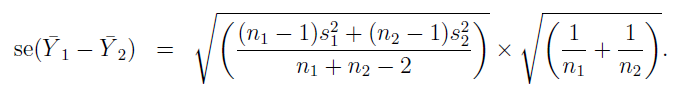 se(Ȳ₁ − Ȳ₂) = √(((n₁ − 1)s₁² + (n₂ − 1)s₂²) / (n₁ + n₂ − 2)) × √(1/n₁ + 1/n₂).